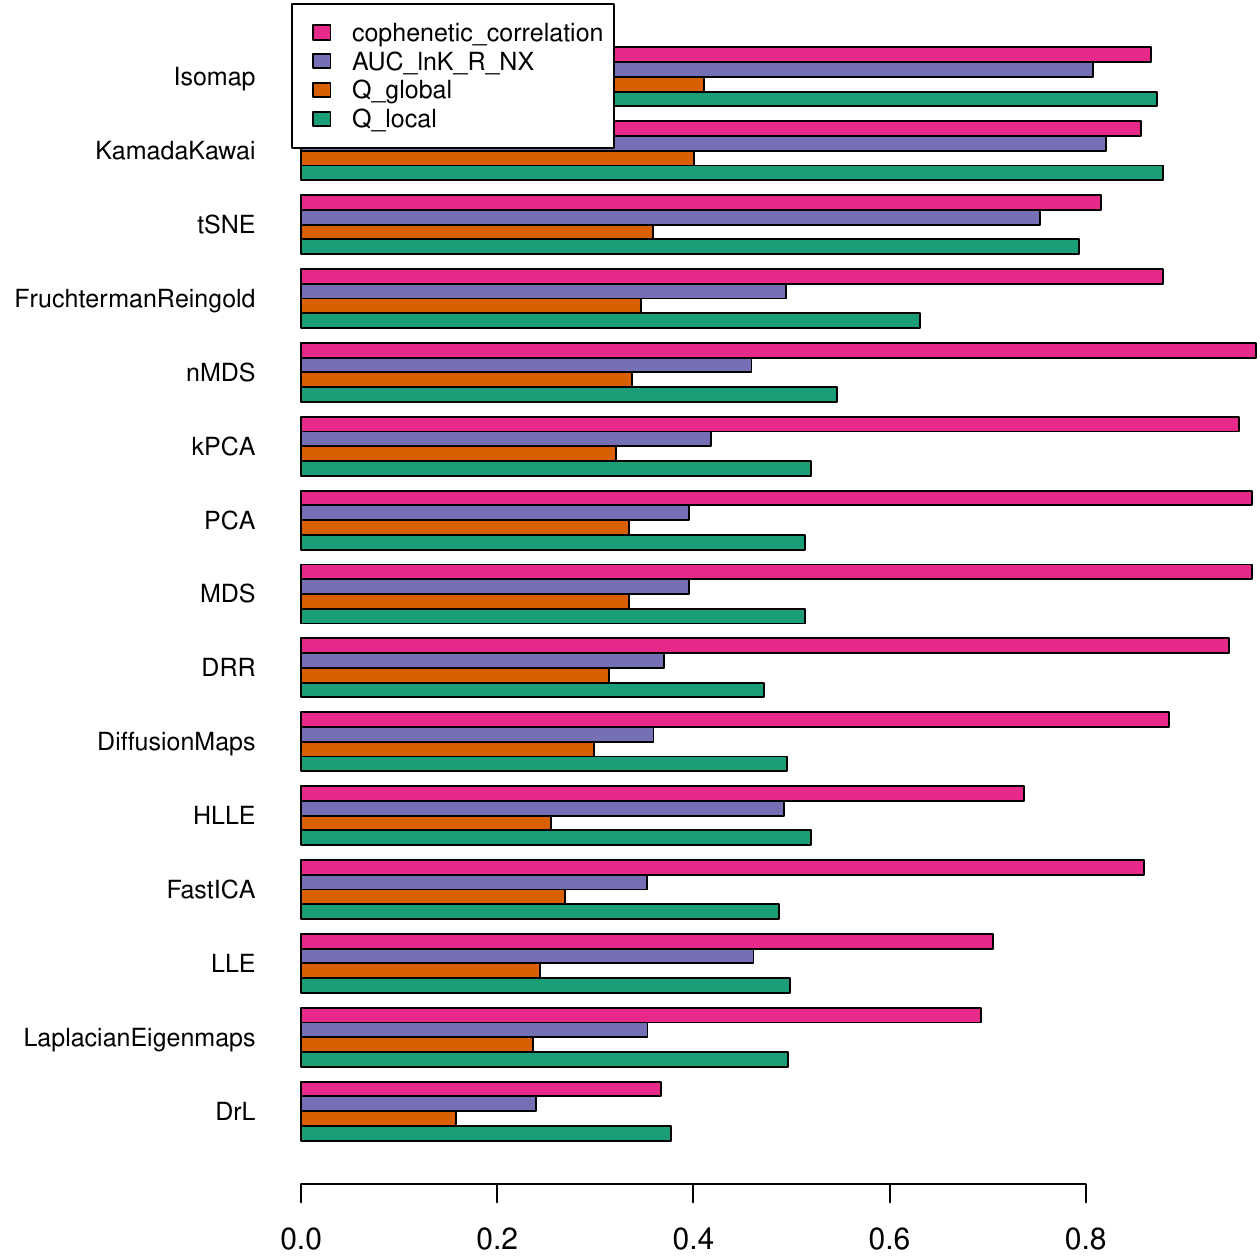 cophenetic_correlation
AUC_lnK_R_NX
Q_global
Q_local
Isomap
KamadaKawai
tSNE
FruchtermanReingold
nMDS
kPCA
PCA
MDS
DRR
DiffusionMaps
HLLE
FastICA
LLE
LaplacianEigenmaps
DrL
0.0 0.2 0.4 0.6 0.8